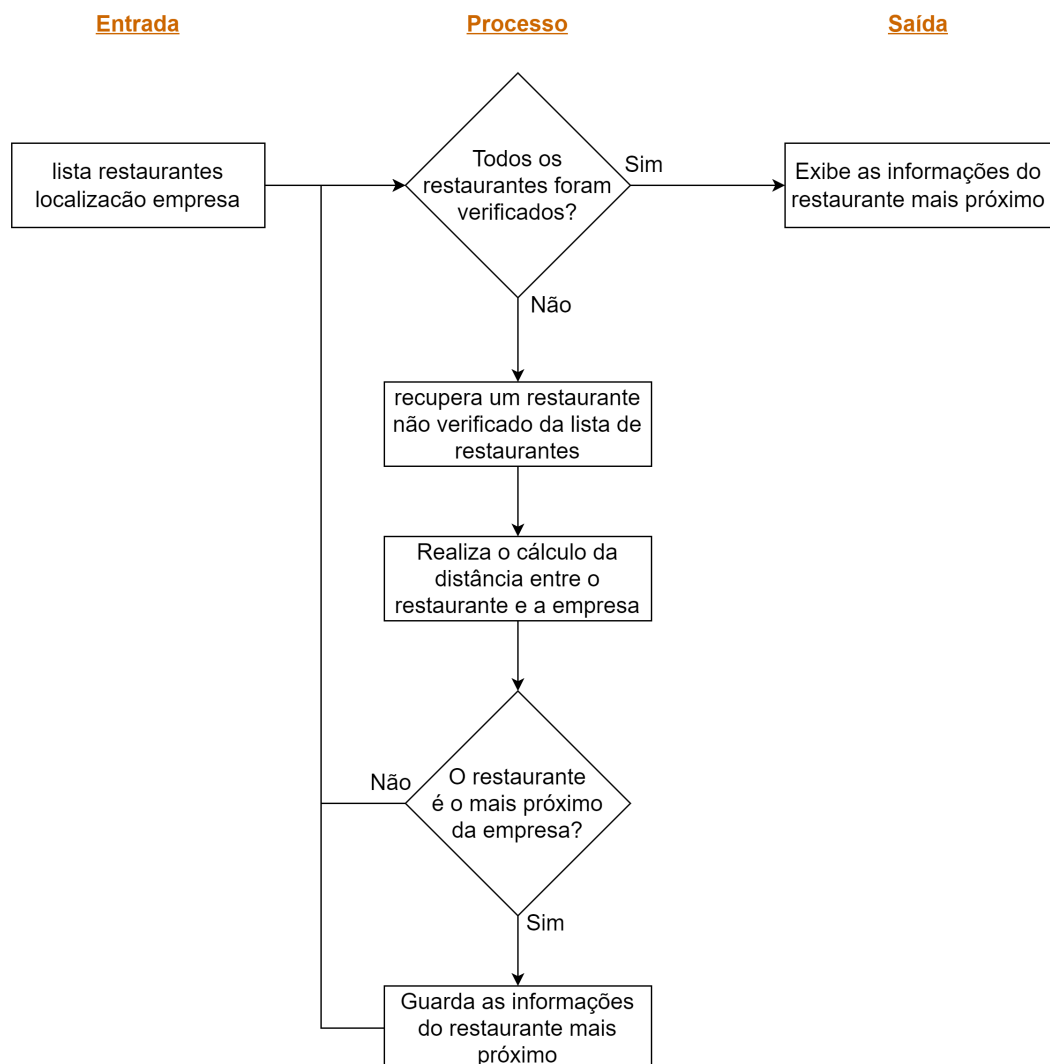 Entrada
Processo
Saída
lista restaurantes
localizacão empresa
Todos os
restaurantes foram
verificados?
Sim
Exibe as informações do
restaurante mais próximo
Não
recupera um restaurante
não verificado da lista de
restaurantes
Realiza o cálculo da
distância entre o
restaurante e a empresa
Não
O restaurante
é o mais próximo
da empresa?
Sim
Guarda as informações
do restaurante mais
próximo